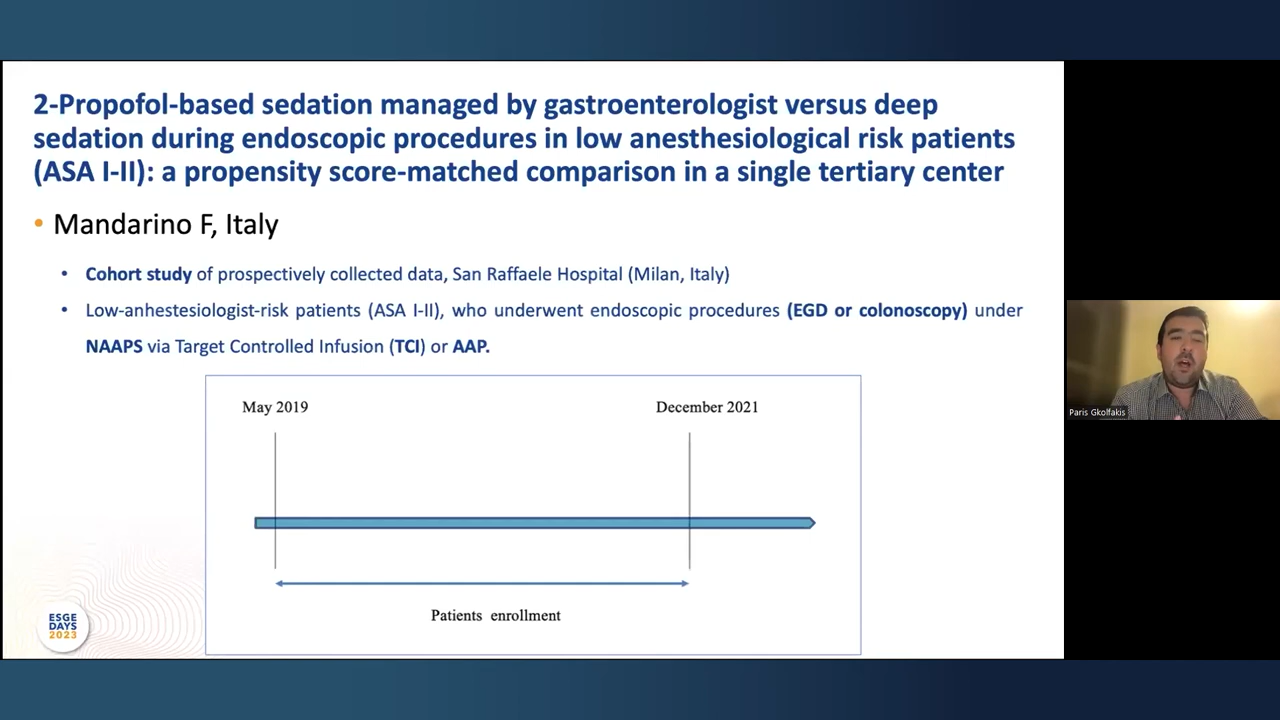 2-Propofol-based sedation managed by gastroenterologist versus deep
sedation during endoscopic procedures in low anesthesiological risk patients
(ASA I-II): a propensity score-matched comparison in a single tertiary center
• Mandarino F, Italy
• Cohort study of prospectively collected data, San Raffaele Hospital (Milan, Italy)
• Low-anhestesiologist-risk patients (ASA I-II), who underwent endoscopic procedures (EGD or colonoscopy) under
NAAPS via Target Controlled Infusion (TCI) or AAP.
May 2019
December 2021
Patients enrollment
ESGE
DAYS
2023
Paris Gkolfakis